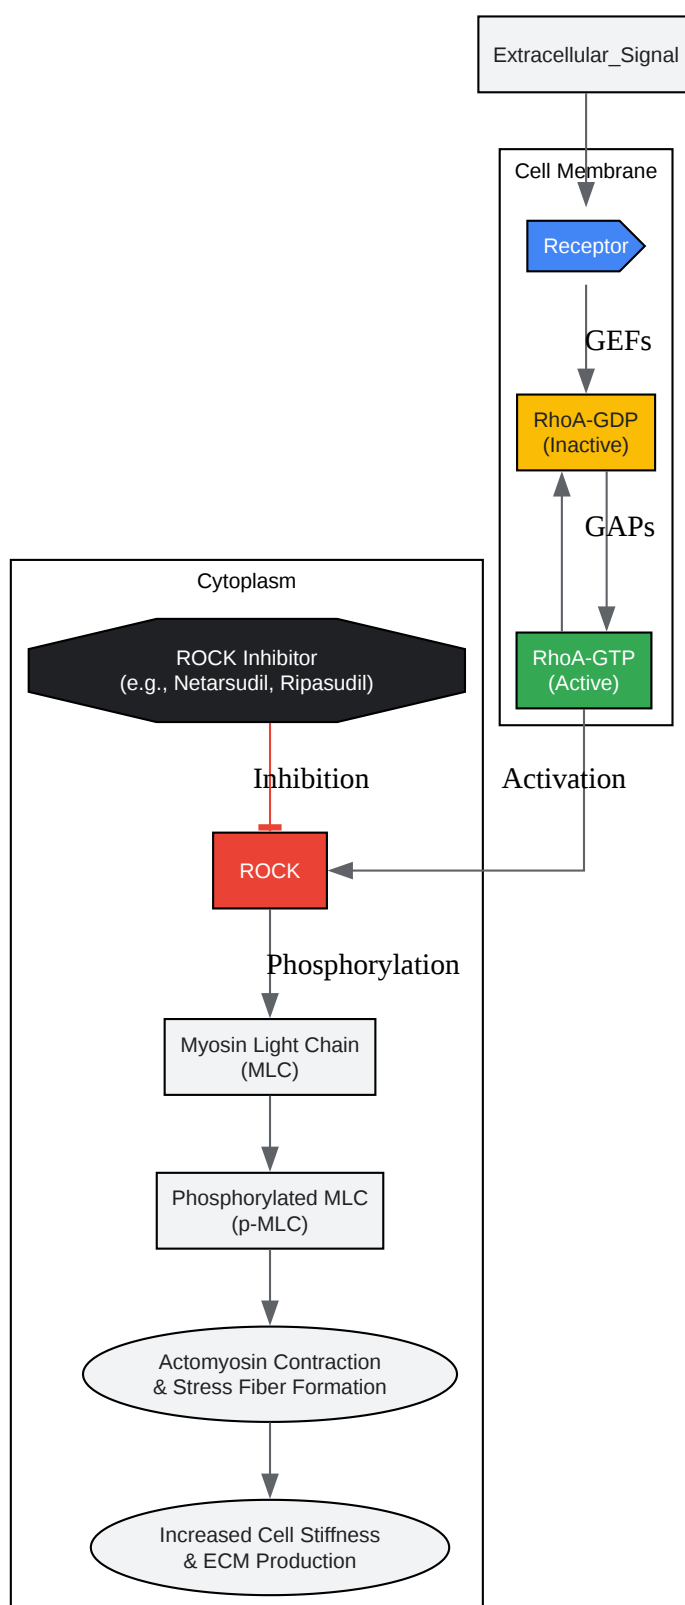 Extracellular_Signal
Cell Membrane
Receptor
GEFs
RhoA-GDP
(Inactive)
GAPs
Cytoplasm
ROCK Inhibitor
(e.g., Netarsudil, Ripasudil)
RhoA-GTP
(Active)
Inhibition
Activation
ROCK
Phosphorylation
Myosin Light Chain
(MLC)
Phosphorylated MLC
(p-MLC)
Actomyosin Contraction
& Stress Fiber Formation
Increased Cell Stiffness
& ECM Production